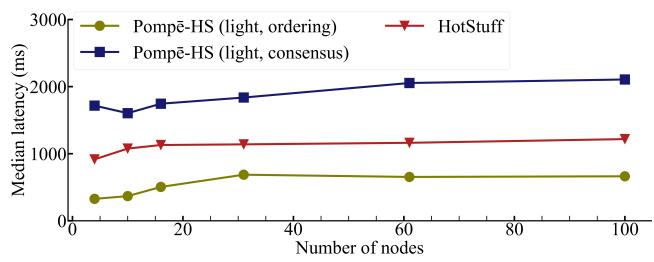 Pompē-HS (light, ordering)
HotStuff
Pompē-HS (light, consensus)
Median latency (ms)
3000
2000
1000
0
0 20 40 60 80 100
Number of nodes